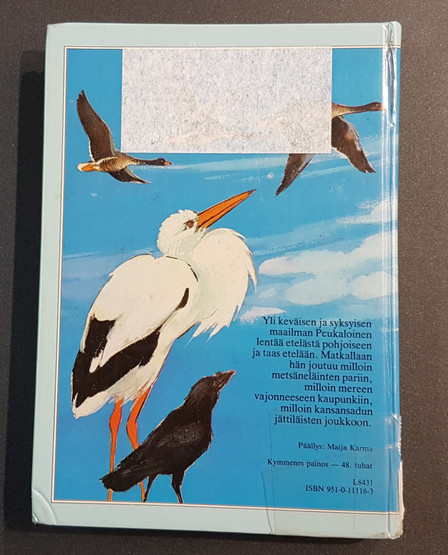 Yli keväisen ja syksyisen
maailman Peukaloinen
lentää etelästä pohjoiseen
ja taas etelään. Matkallaan
hän joutuu milloin
metsäneläinten pariin,
milloin mereen
vajonneeseen kaupunkiin,
milloin kansansadun
jättiläisten joukkoon.
Päällys: Maija Karma
Kymmenes painos — 48. tuhat
L8431
ISBN 951-0-11116-3